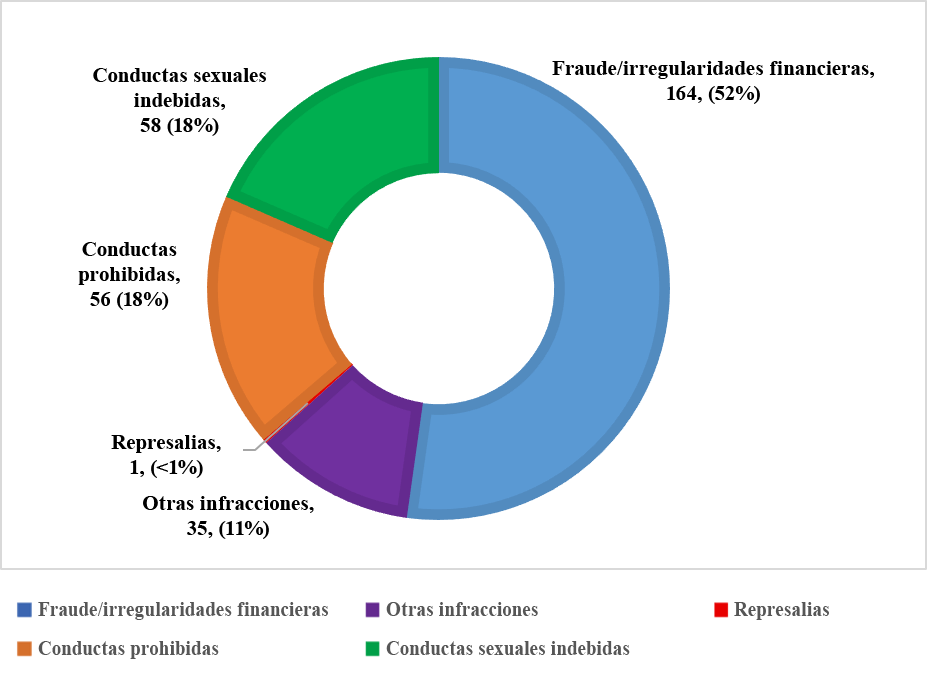 Conductas sexuales
indebidas,
58 (18%)
Fraude/irregularidades financieras,
164, (52%)
Conductas
prohibidas,
56 (18%)
Represalias,
1, (<1%)
Otras infracciones,
35, (11%)
Fraude/irregularidades financieras
Otras infracciones
Represalias
Conductas prohibidas
Conductas sexuales indebidas